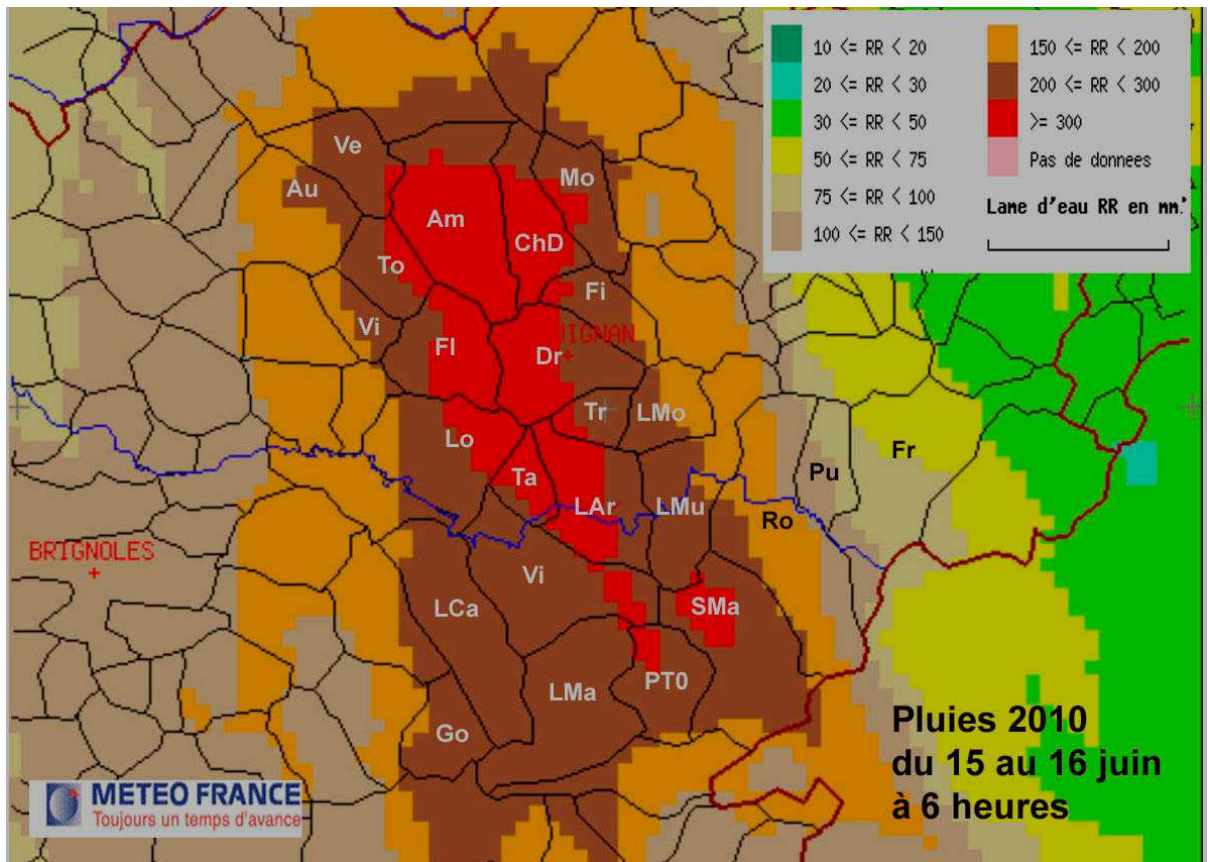 10 <= RR < 20
20 <= RR < 30
30 <= RR < 50
50 <= RR < 75
75 <= RR < 100
100 <= RR < 150
150 <= RR < 200
200 <= RR < 300
>= 300
Pas de donnees
Lame d'eau RR en mm.
Ve
Au
Mo
Am
ChD
To
Fi
Vi
Fl
Dr
UIGNAN
Tr
LMo
Lo
Ta
Pu
Fr
LAr
LMu
Ro
BRIGNOLES
Vi
LCa
SMa
LMa
PT0
Go
Pluies 2010
du 15 au 16 juin
à 6 heures
METEO FRANCE
Toujours un temps d'avance